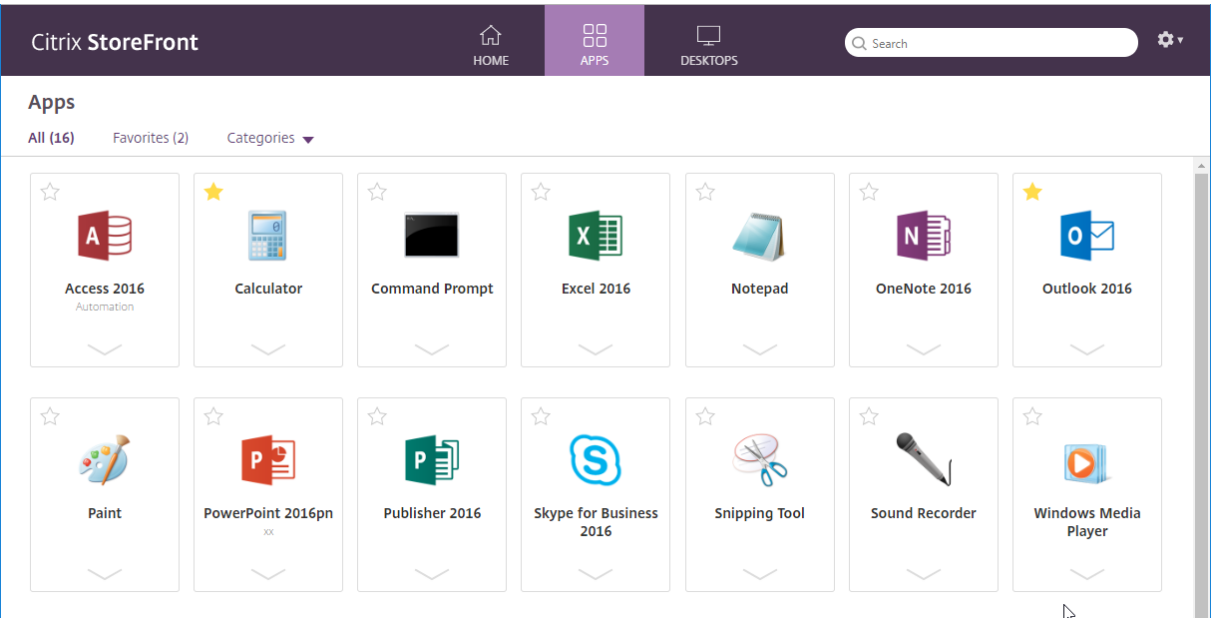 Citrix StoreFront
HOME
APPS
DESKTOPS
Search
Apps
All (16)
Favorites (2)
Categories
Access 2016
Automation
Calculator
Command Prompt
Excel 2016
Notepad
OneNote 2016
Outlook 2016
Paint
PowerPoint 2016pn
xx
Publisher 2016
Skype for Business
2016
Snipping Tool
Sound Recorder
Windows Media
Player